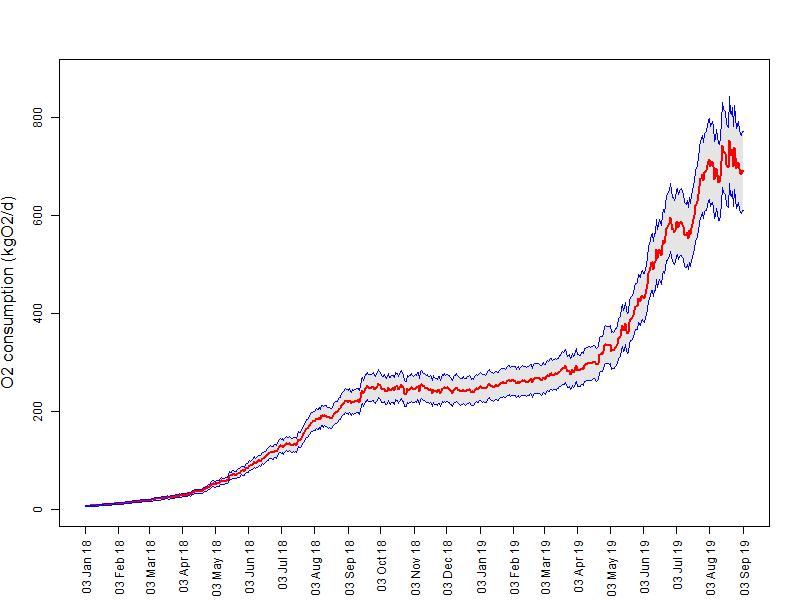 O2 consumption (kgO2/d)
800
600
400
200
0
03 Jan 18
03 Feb 18
03 Mar 18
03 Apr 18
03 May 18
03 Jun 18
03 Jul 18
03 Aug 18
03 Sep 18
03 Oct 18
03 Nov 18
03 Dec 18
03 Jan 19
03 Feb 19
03 Mar 19
03 Apr 19
03 May 19
03 Jun 19
03 Jul 19
03 Aug 19
03 Sep 19